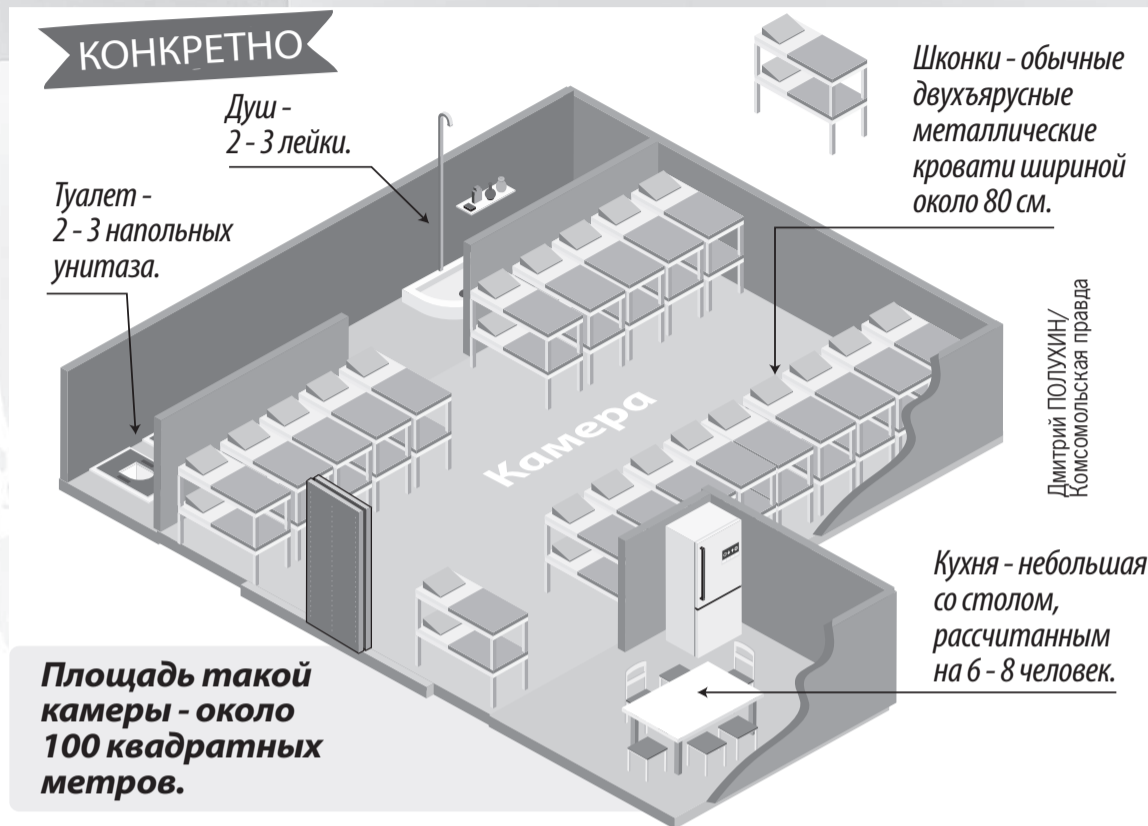 КОНКРЕТНО
Душ -
2 - 3 лейки.
Туалет -
2 - 3 напольных
унитаза.
Шконки - обычные
двухъярусные
металлические
кровати шириной
около 80 см.
Дмитрий ПОЛУХИН/
Комсомольская правда
Камера
Кухня - небольшая
со столом,
рассчитанным
на 6 - 8 человек.
Площадь такой
камеры - около
100 квадратных
метров.